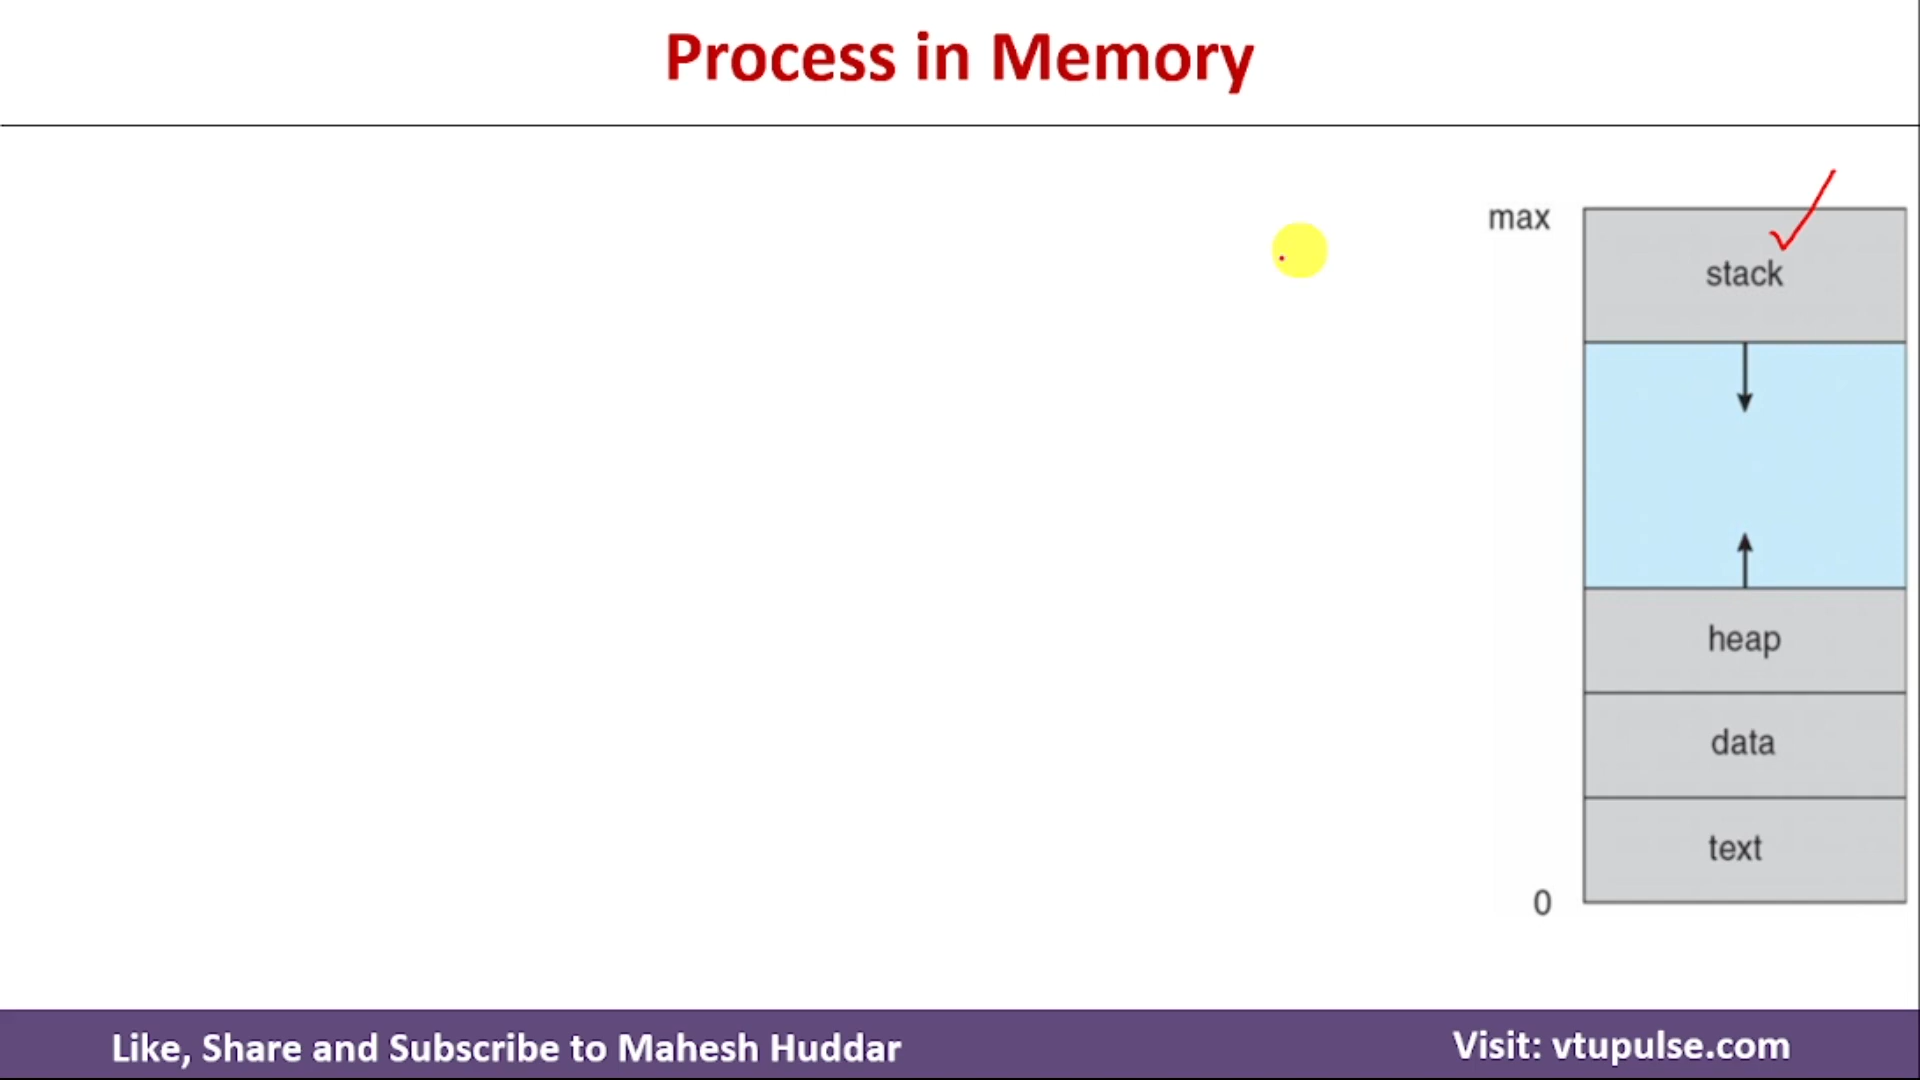 Process in Memory
max
stack
heap
data
text
0
Like, Share and Subscribe to Mahesh Huddar
Visit: vtupulse.com